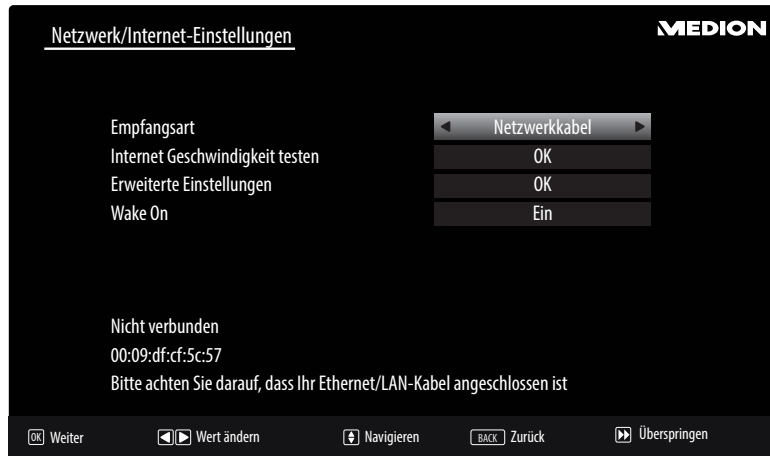 Netzwerk/Internet-Einstellungen MEDION
Empfangsart Netzwerkkabel
Internet Geschwindigkeit testen OK
Erweiterte Einstellungen OK
Wake On Ein
Nicht verbunden
00:09:df:cf:5c:57
Bitte achten Sie darauf, dass Ihr Ethernet/LAN-Kabel angeschlossen ist
OK Weiter Wert ändern Navigieren BACK Zurück Überspringen